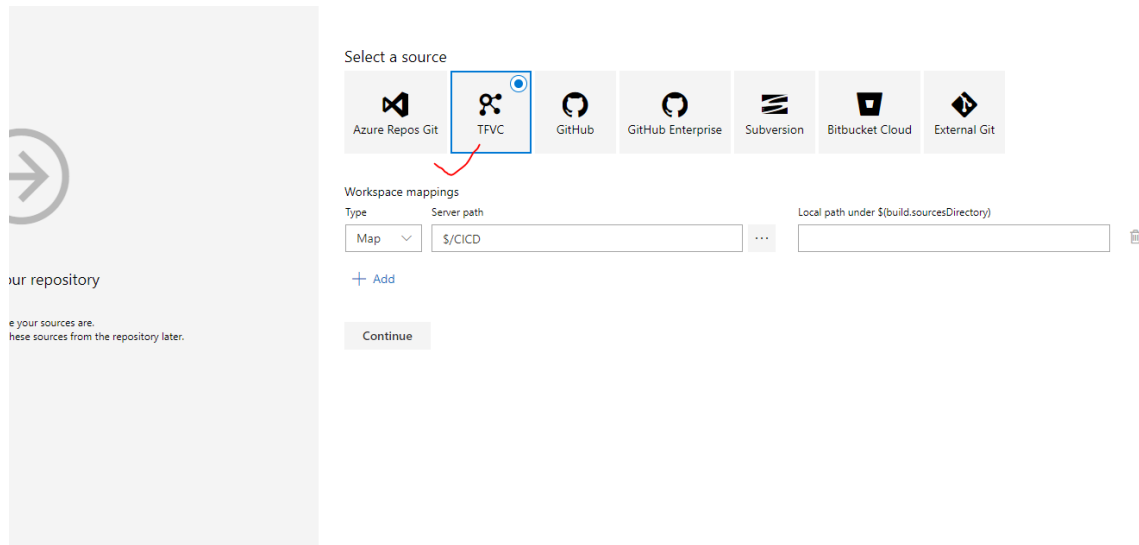 Select a source
Azure Repos Git
TFVC
GitHub
GitHub Enterprise
Subversion
Bitbucket Cloud
External Git
Workspace mappings
Type Server path Local path under $(build.sourcesDirectory)
Map $/CICD ...
+ Add
our repository
e your sources are.
hese sources from the repository later.
Continue